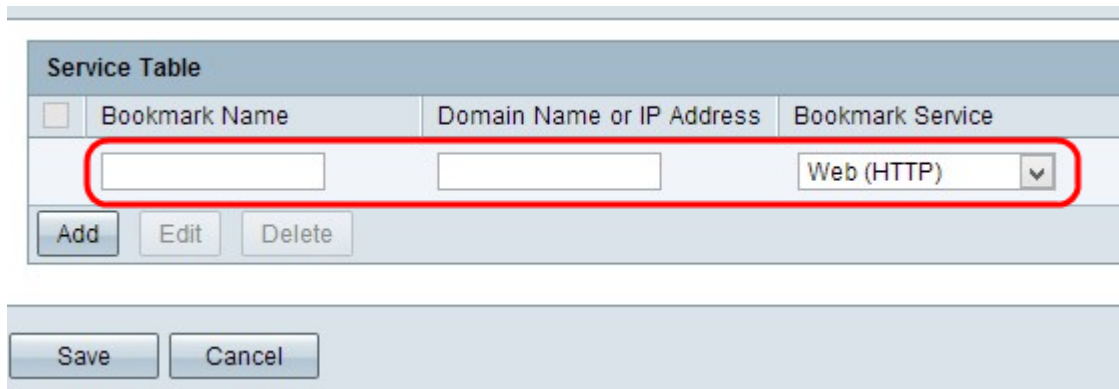 Service Table
Bookmark Name Domain Name or IP Address Bookmark Service
Web (HTTP)
Add Edit Delete
Save Cancel